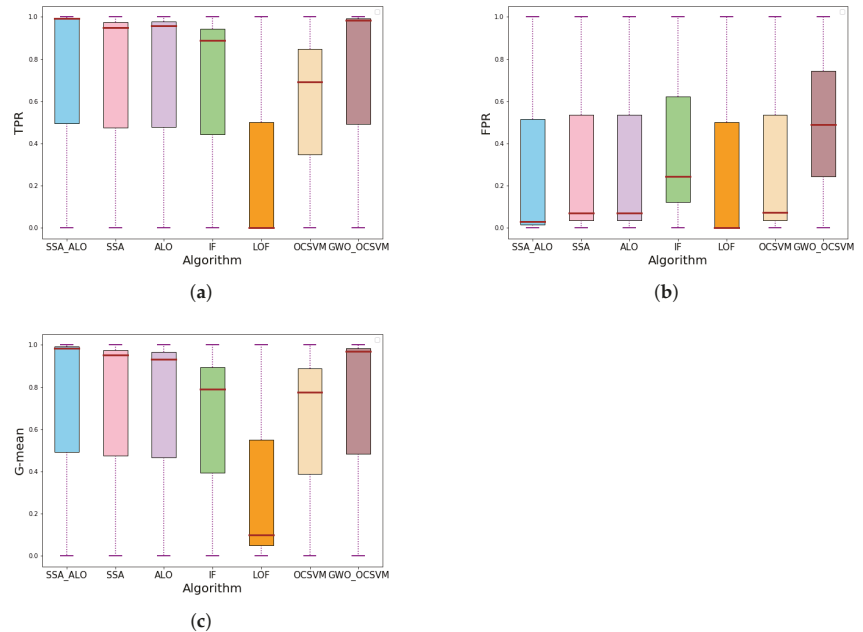 1.0
0.8
0.6
0.4
0.2
0.0
TPR
SSA_ALO SSA ALO IF LOF OCSVM GWO_OCSVM
Algorithm
(a)
1.0
0.8
0.6
0.4
0.2
0.0
FPR
SSA_ALO SSA ALO IF LOF OCSVM GWO_OCSVM
Algorithm
(b)
1.0
0.8
0.6
0.4
0.2
0.0
G-mean
SSA_ALO SSA ALO IF LOF OCSVM GWO_OCSVM
Algorithm
(c)